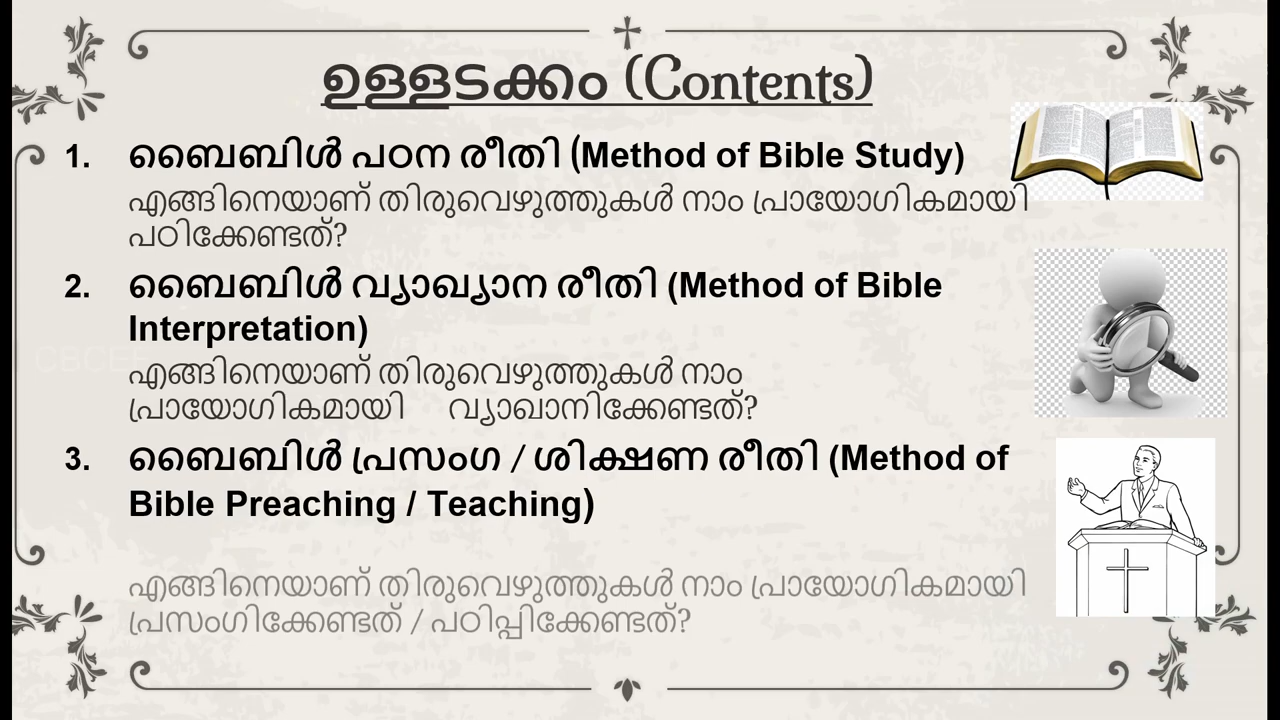 ഉള്ളടക്കം (Contents)
1. ബൈബിൾ പഠന രീതി (Method of Bible Study)
എങ്ങിനെയാണ് തിരുവെഴുത്തുകൾ നാം പ്രായോഗികമായി
പഠിക്കേണ്ടത്?
2. ബൈബിൾ വ്യാഖ്യാന രീതി (Method of Bible
Interpretation)
എങ്ങിനെയാണ് തിരുവെഴുത്തുകൾ നാം
പ്രായോഗികമായി വ്യാഖാനിക്കേണ്ടത്?
3. ബൈബിൾ പ്രസംഗ / ശിക്ഷണ രീതി (Method of
Bible Preaching / Teaching)
എങ്ങിനെയാണ് തിരുവെഴുത്തുകൾ നാം പ്രായോഗികമായി
പ്രസംഗിക്കേണ്ടത് / പഠിപ്പിക്കേണ്ടത്?